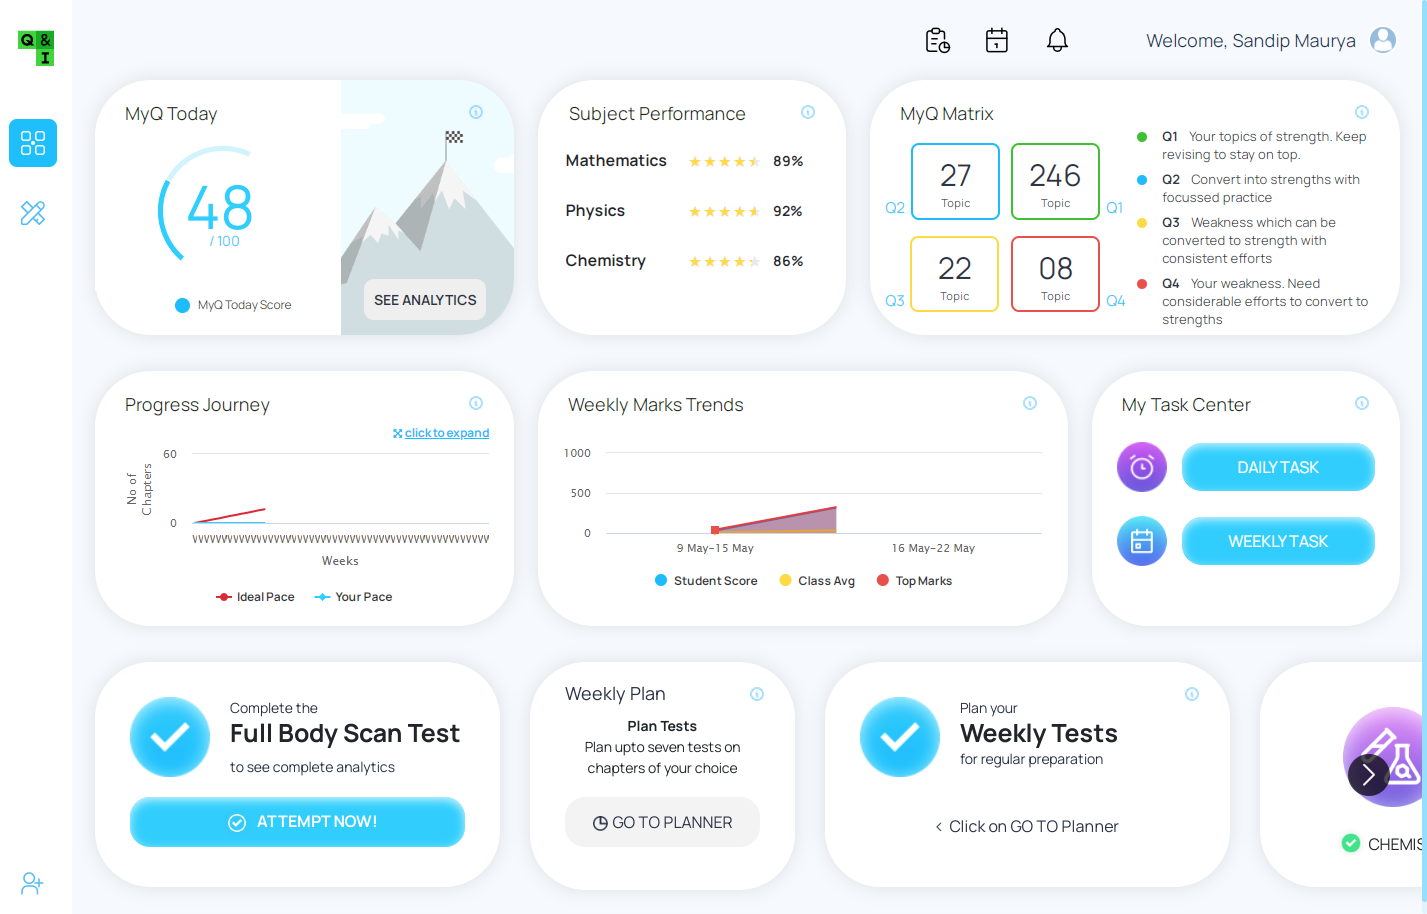 Q &
I
Welcome, Sandip Maurya
MyQ Today
48
/ 100
MyQ Today Score
SEE ANALYTICS
Subject Performance
Mathematics 89%
Physics 92%
Chemistry 86%
MyQ Matrix
27
Topic
246
Topic
Q2
Q1
22
Topic
08
Topic
Q3
Q4
Q1 Your topics of strength. Keep
revising to stay on top.
Q2 Convert into strengths with
focussed practice
Q3 Weakness which can be
converted to strength with
consistent efforts
Q4 Your weakness. Need
considerable efforts to convert to
strengths
Progress Journey
click to expand
No of
Chapters
60
0
Weeks
Ideal Pace
Your Pace
Weekly Marks Trends
1000
500
0
9 May-15 May
16 May-22 May
Student Score
Class Avg
Top Marks
My Task Center
DAILY TASK
WEEKLY TASK
Complete the
Full Body Scan Test
to see complete analytics
ATTEMPT NOW!
Weekly Plan
Plan Tests
Plan upto seven tests on
chapters of your choice
GO TO PLANNER
Plan your
Weekly Tests
for regular preparation
< Click on GO TO Planner
CHEMIS